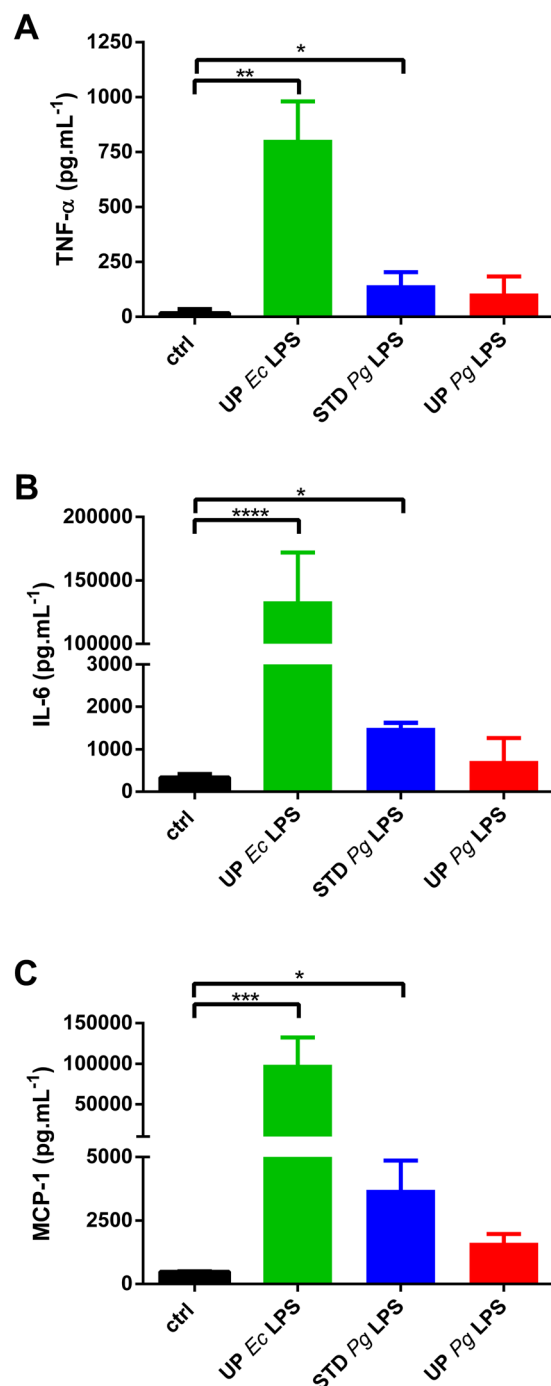 A
TNF-α (pg.mL-1)
1250
1000
750
500
250
0
*
**
ctrl
UP Ec LPS
STD Pg LPS
UP Pg LPS
B
IL-6 (pg.mL-1)
200000
150000
100000
3000
2000
1000
0
*
****
ctrl
UP Ec LPS
STD Pg LPS
UP Pg LPS
C
MCP-1 (pg.mL-1)
150000
100000
50000
5000
2500
0
*
***
ctrl
UP Ec LPS
STD Pg LPS
UP Pg LPS